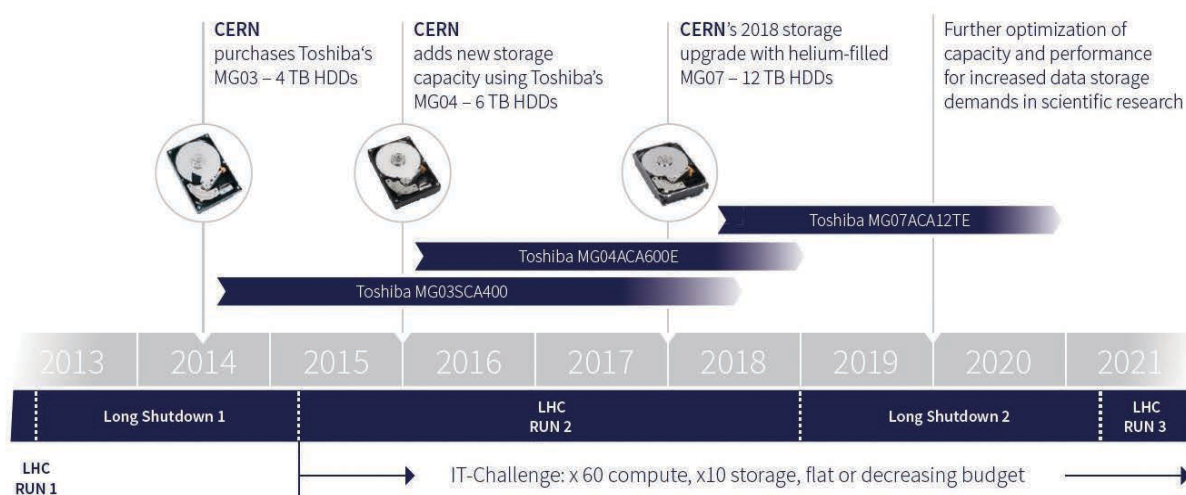 CERN
purchases Toshiba‘s
MG03 – 4 TB HDDs
CERN
adds new storage
capacity using Toshiba’s
MG04 – 6 TB HDDs
CERN’s 2018 storage
upgrade with helium-filled
MG07 – 12 TB HDDs
Further optimization of
capacity and performance
for increased data storage
demands in scientific research
Toshiba MG07ACA12TE
Toshiba MG04ACA600E
Toshiba MG03SCA400
2013 2014 2015 2016 2017 2018 2019 2020 2021
Long Shutdown 1
LHC
RUN 2
Long Shutdown 2
LHC
RUN 3
LHC
RUN 1
IT-Challenge: x 60 compute, x10 storage, flat or decreasing budget